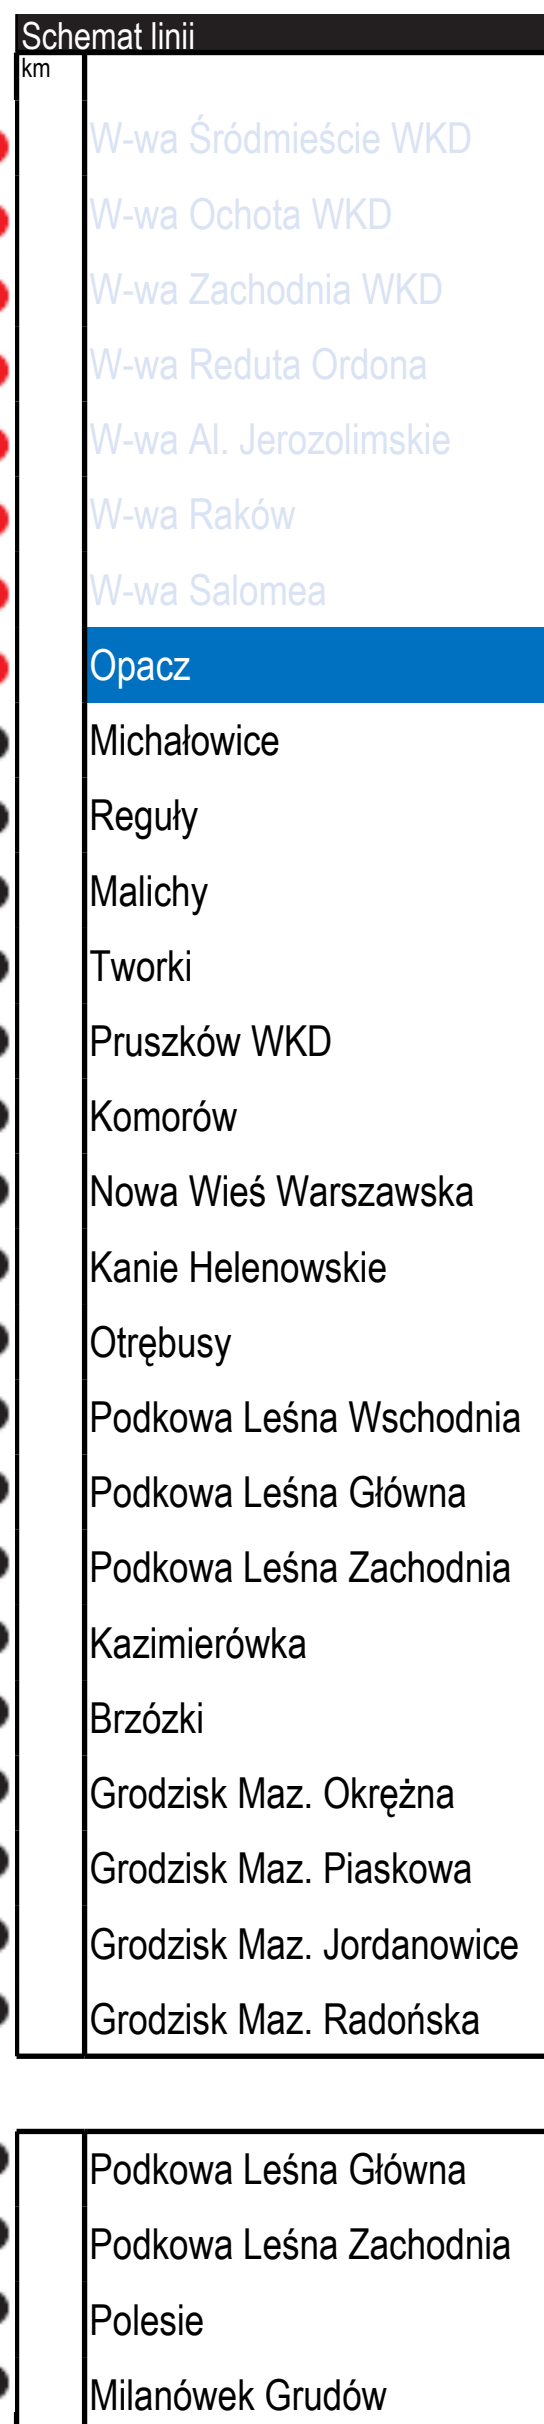 Schemat linii
km
W-wa Śródmieście WKD
W-wa Ochota WKD
W-wa Zachodnia WKD
W-wa Reduta Ordona
W-wa Al. Jerozolimskie
W-wa Raków
W-wa Salomea
Opacz
Michałowice
Reguły
Malichy
Tworki
Pruszków WKD
Komorów
Nowa Wieś Warszawska
Kanie Helenowskie
Otrębusy
Podkowa Leśna Wschodnia
Podkowa Leśna Główna
Podkowa Leśna Zachodnia
Kazimierówka
Brzózki
Grodzisk Maz. Okrężna
Grodzisk Maz. Piaskowa
Grodzisk Maz. Jordanowice
Grodzisk Maz. Radońska
Podkowa Leśna Główna
Podkowa Leśna Zachodnia
Polesie
Milanówek Grudów